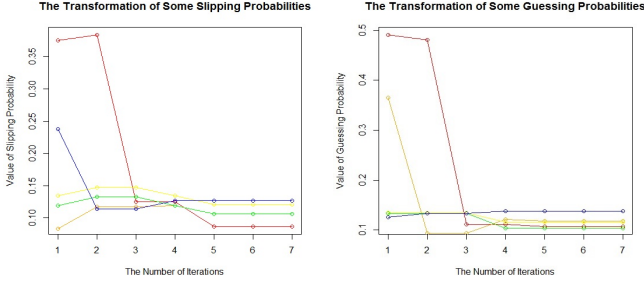 The Transformation of Some Slipping Probabilities
Value of Slipping Probability
0.35
0.30
0.25
0.20
0.15
0.10
1 2 3 4 5 6 7
The Number of Iterations
The Transformation of Some Guessing Probabilities
Value of Guessing Probability
0.5
0.4
0.3
0.2
0.1
1 2 3 4 5 6 7
The Number of Iterations